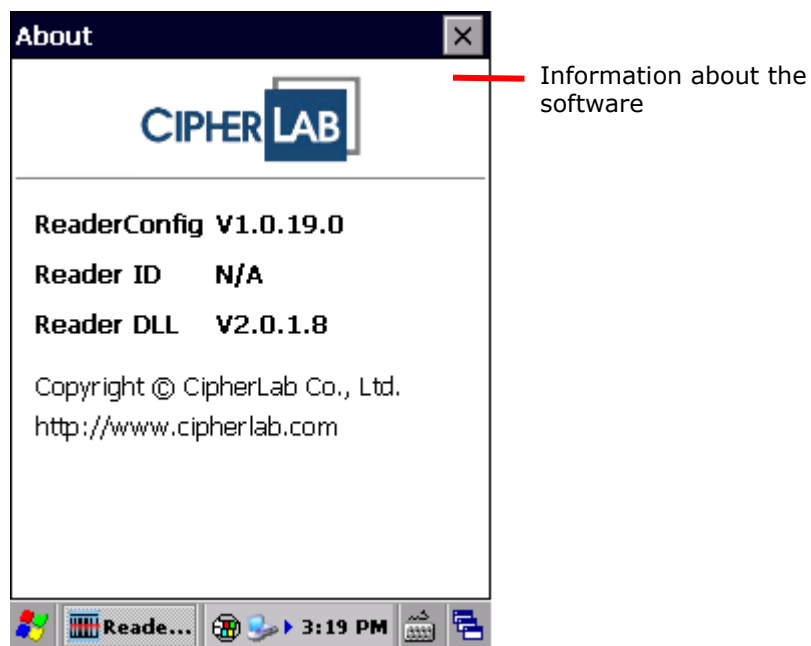 About
Information about the
software
CIPHERLAB
ReaderConfig V1.0.19.0
Reader ID N/A
Reader DLL V2.0.1.8
Copyright © CipherLab Co., Ltd.
http://www.cipherlab.com
Reade... 3:19 PM